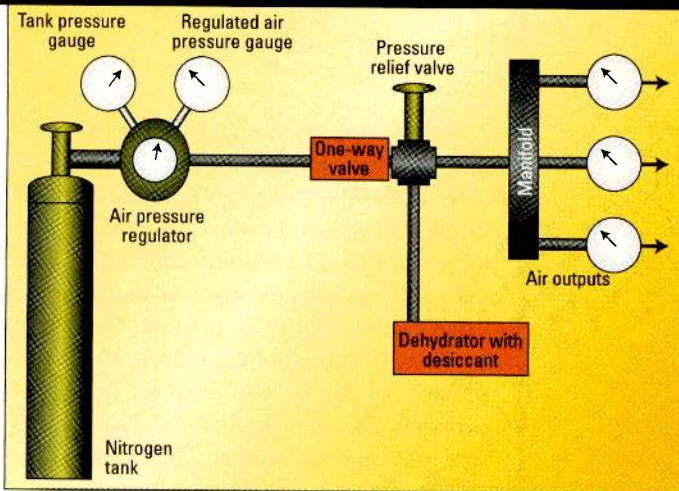 Tank pressure
gauge
Regulated air
pressure gauge
Pressure
relief valve
One-way
valve
Manifold
Air pressure
regulator
Air outputs
Dehydrator with
desiccant
Nitrogen
tank